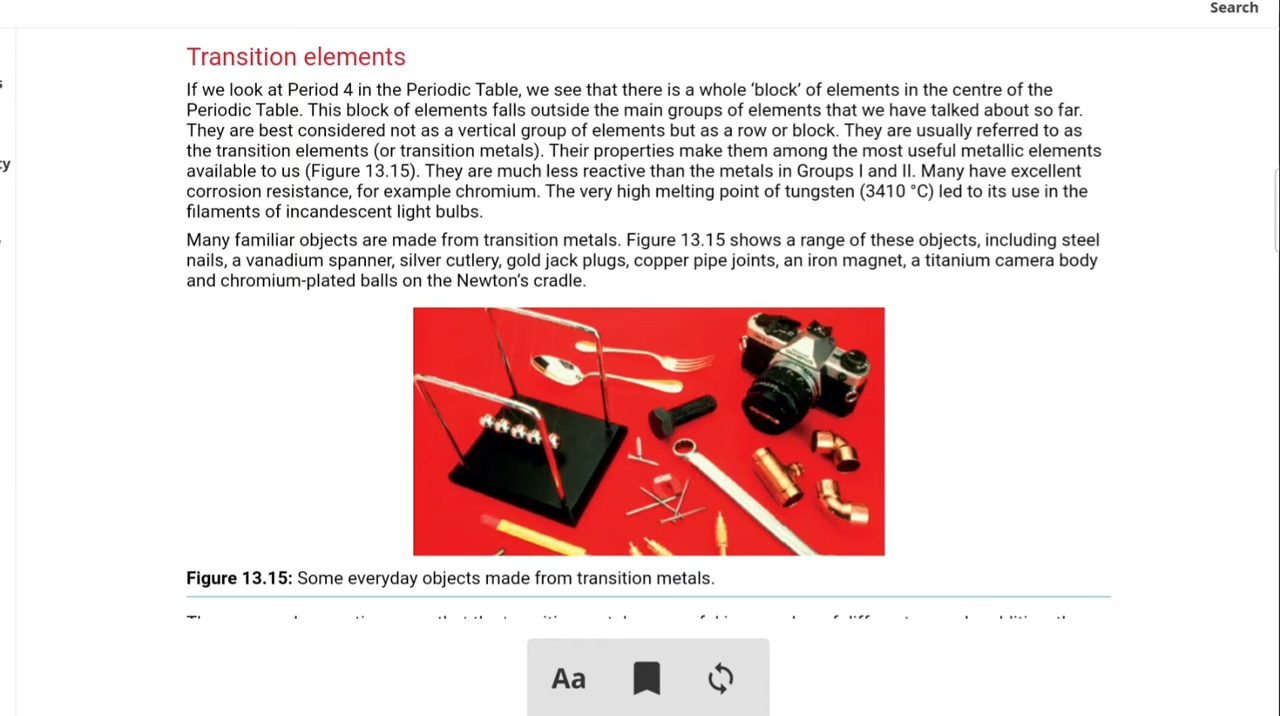 Search
Transition elements
If we look at Period 4 in the Periodic Table, we see that there is a whole ‘block’ of elements in the centre of the
Periodic Table. This block of elements falls outside the main groups of elements that we have talked about so far.
They are best considered not as a vertical group of elements but as a row or block. They are usually referred to as
the transition elements (or transition metals). Their properties make them among the most useful metallic elements
available to us (Figure 13.15). They are much less reactive than the metals in Groups I and II. Many have excellent
corrosion resistance, for example chromium. The very high melting point of tungsten (3410 °C) led to its use in the
filaments of incandescent light bulbs.
Many familiar objects are made from transition metals. Figure 13.15 shows a range of these objects, including steel
nails, a vanadium spanner, silver cutlery, gold jack plugs, copper pipe joints, an iron magnet, a titanium camera body
and chromium-plated balls on the Newton’s cradle.
Figure 13.15: Some everyday objects made from transition metals.
Aa